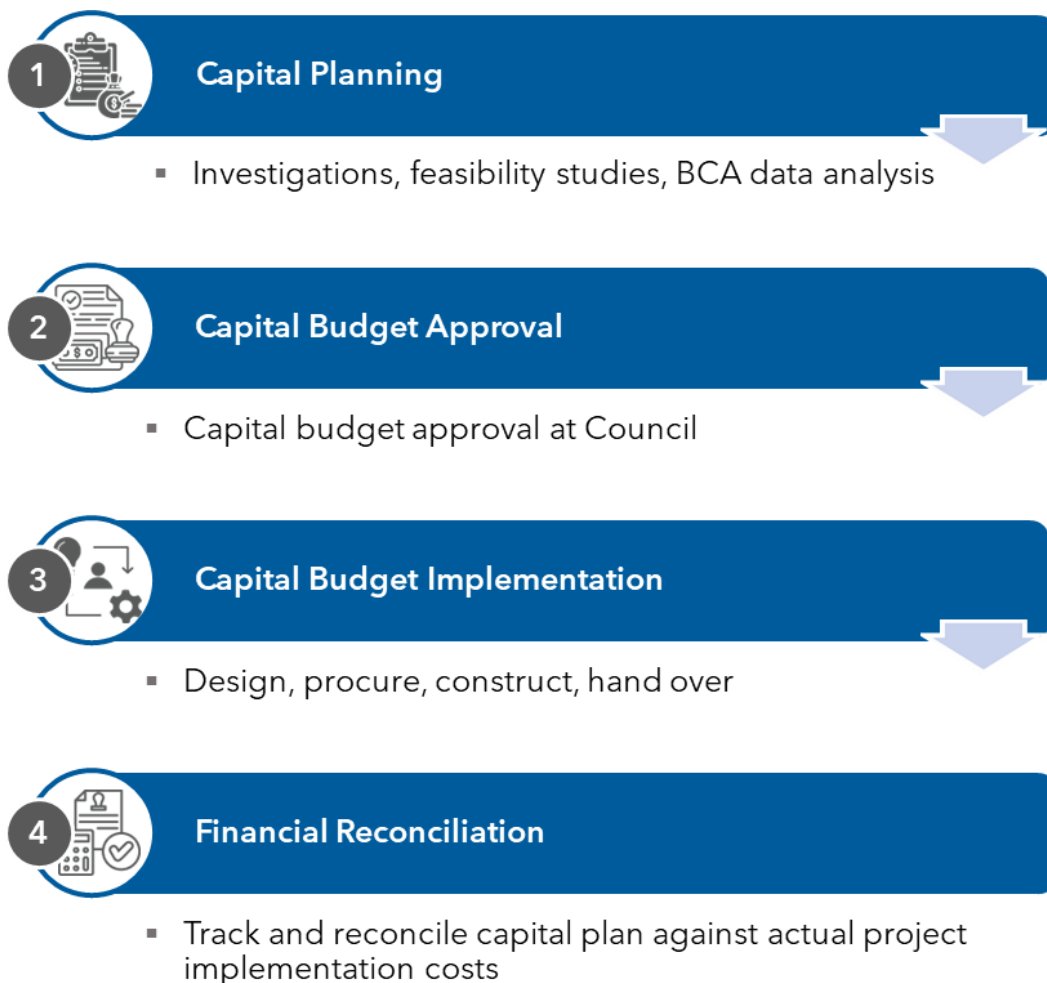 1
Capital Planning
▪ Investigations, feasibility studies, BCA data analysis
2
Capital Budget Approval
▪ Capital budget approval at Council
3
Capital Budget Implementation
▪ Design, procure, construct, hand over
4
Financial Reconciliation
▪ Track and reconcile capital plan against actual project
implementation costs